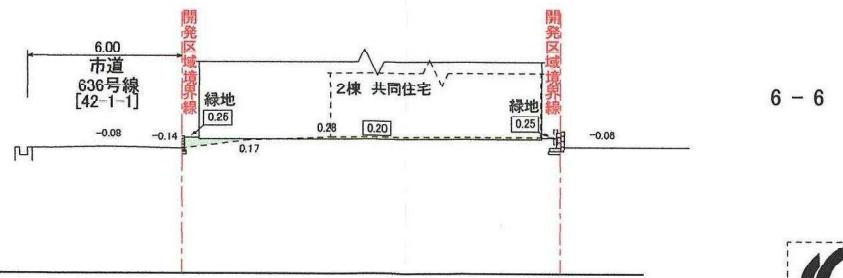 開発区域境界線
開発区域境界線
6.00
市道
636号線
[42-1-1]
2棟 共同住宅
6-6
緑地
0.26
緑地
0.25
0.28
0.20
-0.08
-0.14
0.17
-0.06